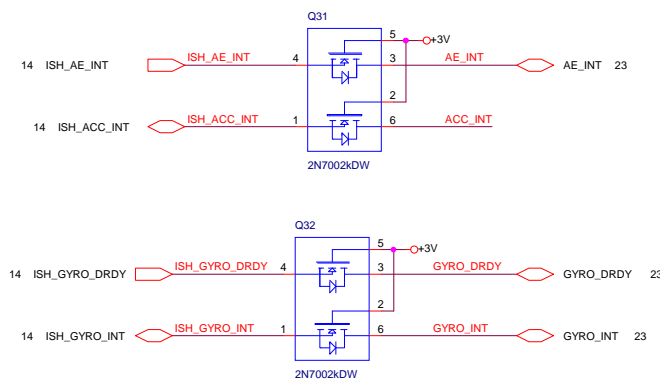 Q31
5
+3V
14 ISH_AE_INT
ISH_AE_INT
4
3
AE_INT
AE_INT 23
2
14 ISH_ACC_INT
ISH_ACC_INT
1
6
ACC_INT
2N7002kDW
Q32
5
+3V
14 ISH_GYRO_DRDY
ISH_GYRO_DRDY
4
3
GYRO_DRDY
GYRO_DRDY 23
2
14 ISH_GYRO_INT
ISH_GYRO_INT
1
6
GYRO_INT
GYRO_INT 23
2N7002kDW